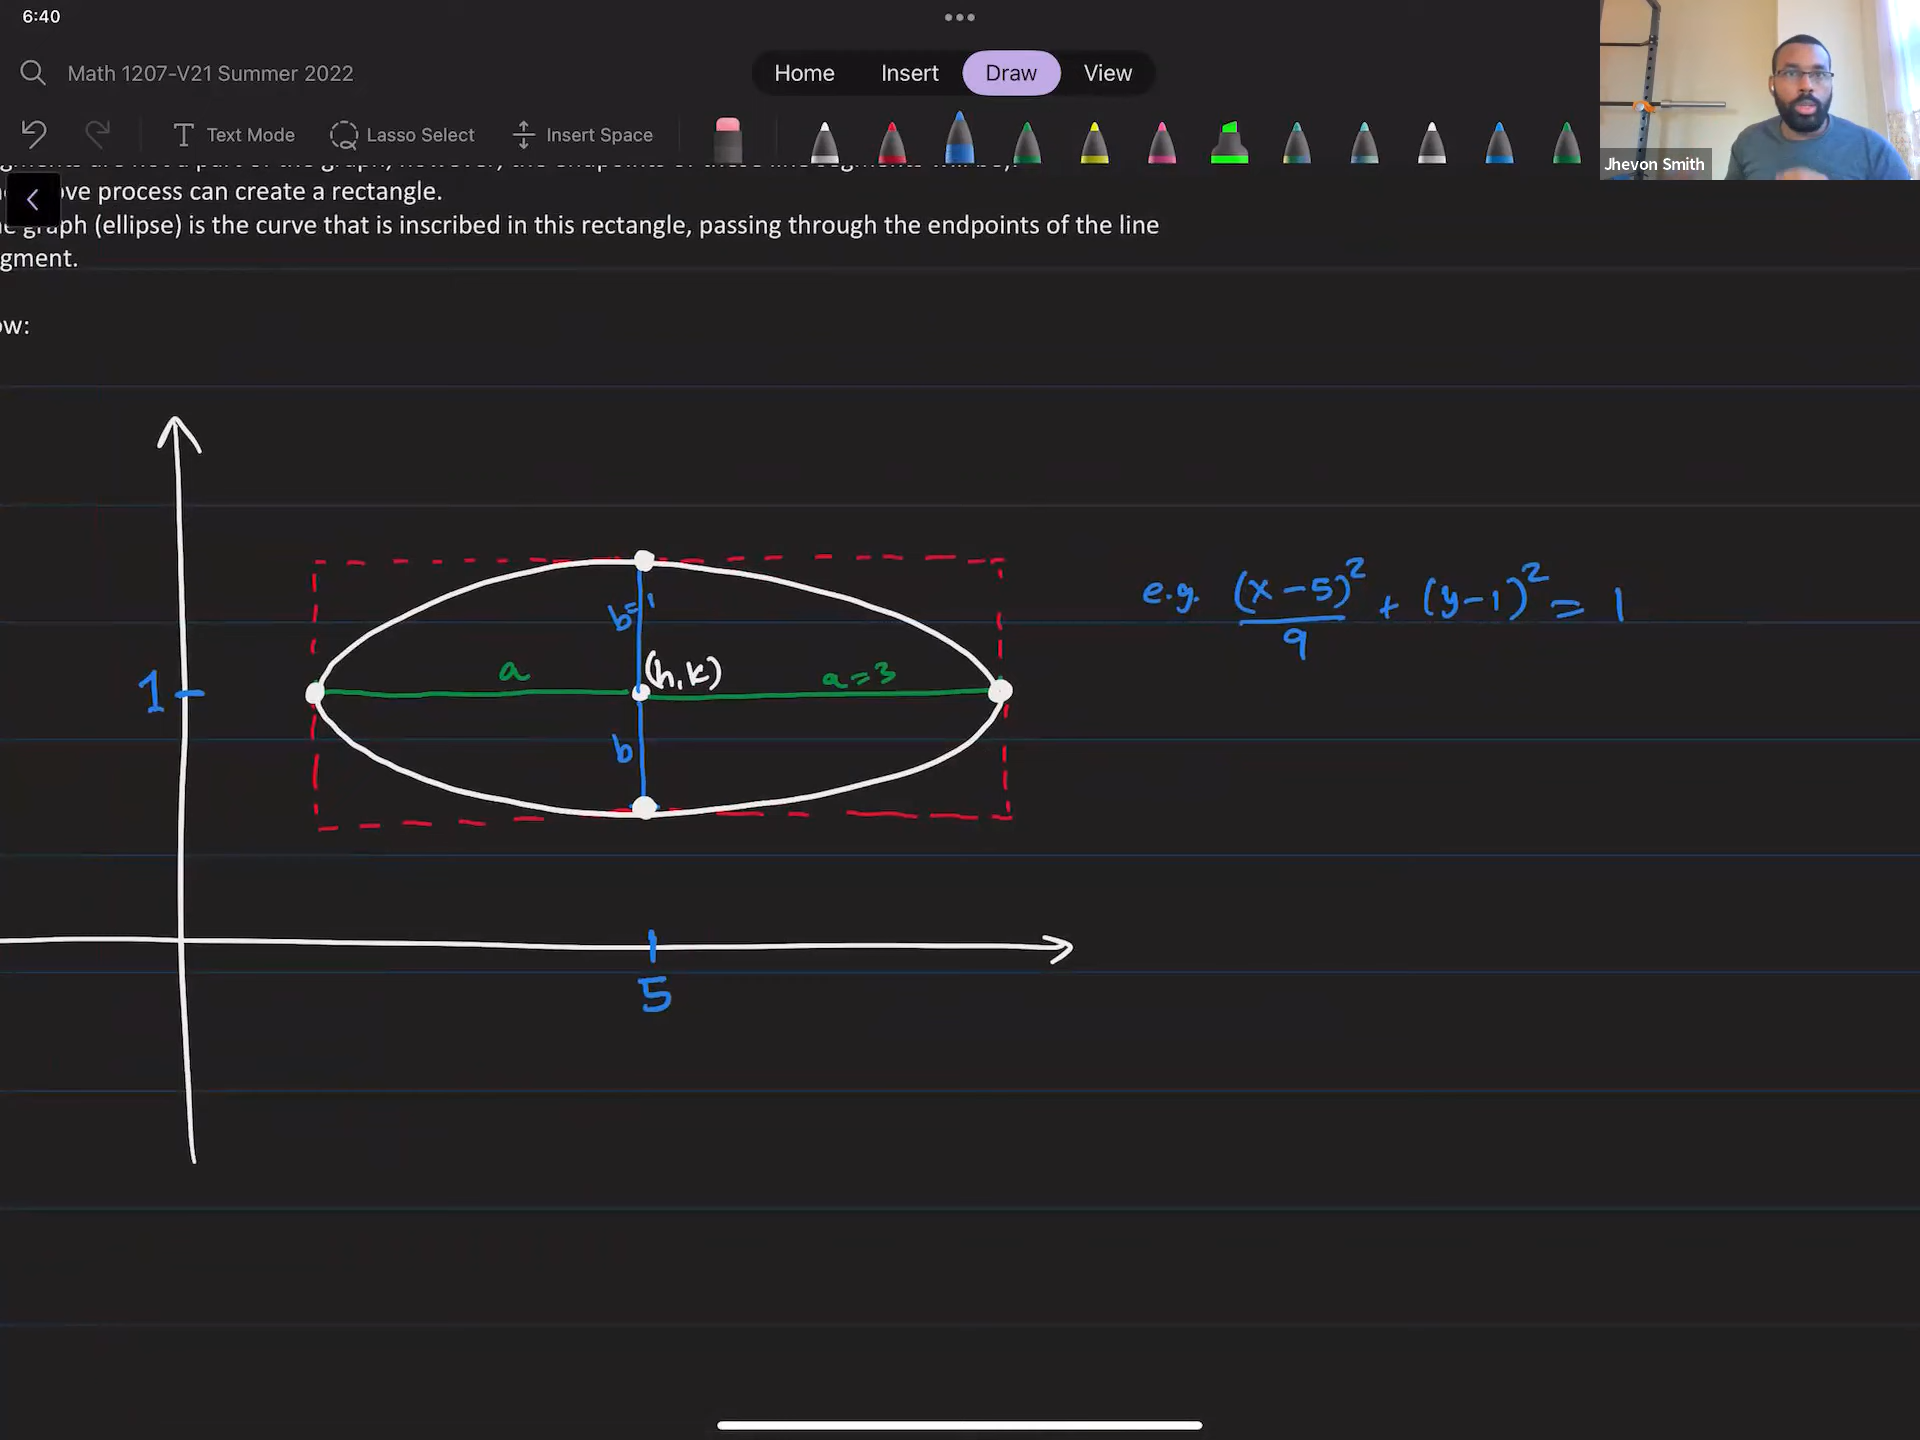 6:40
Math 1207-V21 Summer 2022
Home Insert Draw View
Text Mode Lasso Select Insert Space
Jhevon Smith
ove process can create a rectangle.
graph (ellipse) is the curve that is inscribed in this rectangle, passing through the endpoints of the line
gment.
ow:
b=1
e.g. (x-5)²/9 + (y-1)² = 1
(h,k)
a
a=3
1
b
5